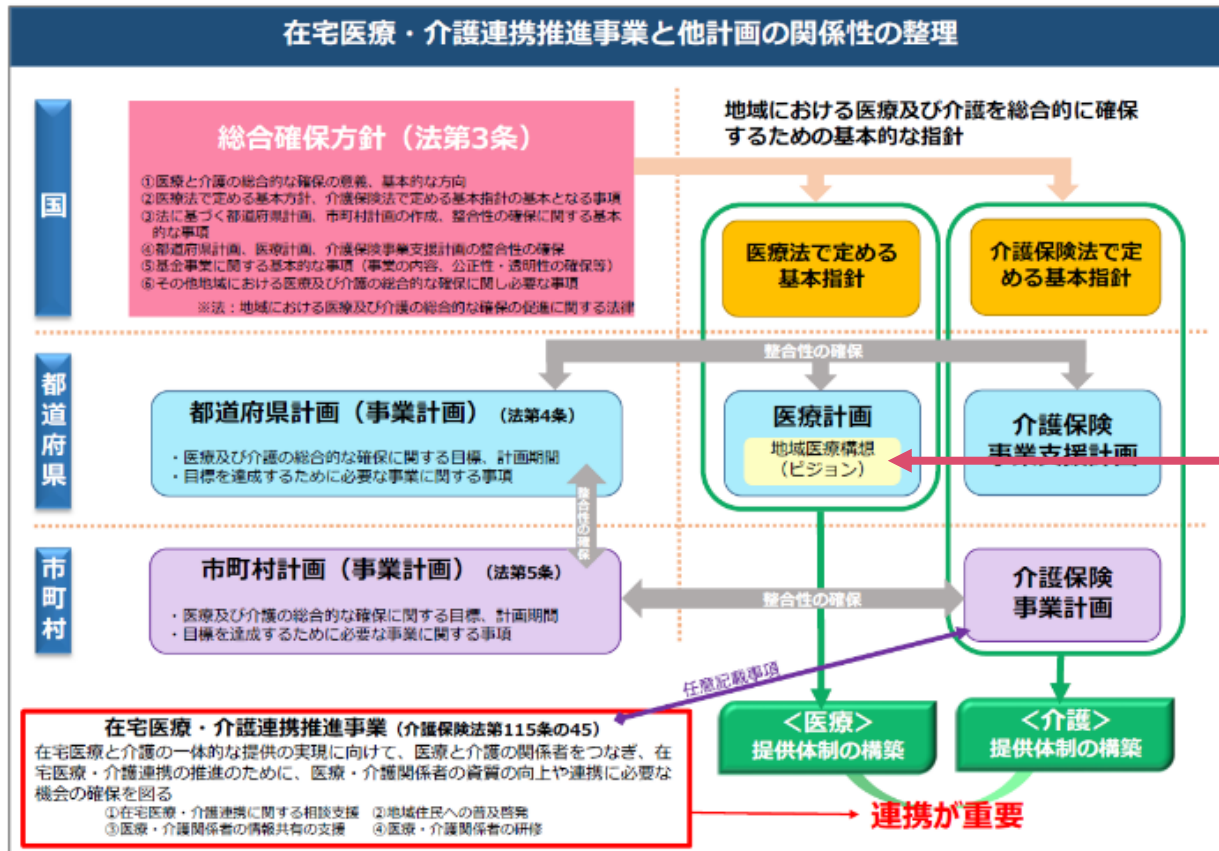 在宅医療・介護連携推進事業と他計画の関係性の整理
国
総合確保方針（法第3条）
①医療と介護の総合的な確保の意義、基本的な方向
②医療法で定める基本方針、介護保険法で定める基本指針の基本となる事項
③法に基づく都道府県計画、市町村計画の作成、整合性の確保に関する基本
的な事項
④都道府県計画、医療計画、介護保険事業支援計画の整合性の確保
⑤基金事業に関する基本的な事項（事業の内容、公正性・透明性の確保等）
⑥その他地域における医療及び介護の総合的な確保に関し必要な事項
※法：地域における医療及び介護の総合的な確保の促進に関する法律
地域における医療及び介護を総合的に確保
するための基本的な指針
医療法で定める
基本指針
介護保険法で定
める基本指針
整合性の確保
都道府県
都道府県計画（事業計画）（法第4条）
・医療及び介護の総合的な確保に関する目標、計画期間
・目標を達成するために必要な事業に関する事項
医療計画
地域医療構想
（ビジョン）
介護保険
事業支援計画
整合性の確保
市町村
市町村計画（事業計画）（法第5条）
・医療及び介護の総合的な確保に関する目標、計画期間
・目標を達成するために必要な事業に関する事項
整合性の確保
介護保険
事業計画
任意記載事項
在宅医療・介護連携推進事業（介護保険法第115条の45）
在宅医療と介護の一体的な提供の実現に向けて、医療と介護の関係者をつなぎ、在
宅医療・介護連携の推進のために、医療・介護関係者の資質の向上や連携に必要な
機会の確保を図る
①在宅医療・介護連携に関する相談支援 ②地域住民への普及啓発
③医療・介護関係者の情報共有の支援 ④医療・介護関係者の研修
＜医療＞
提供体制の構築
＜介護＞
提供体制の構築
連携が重要